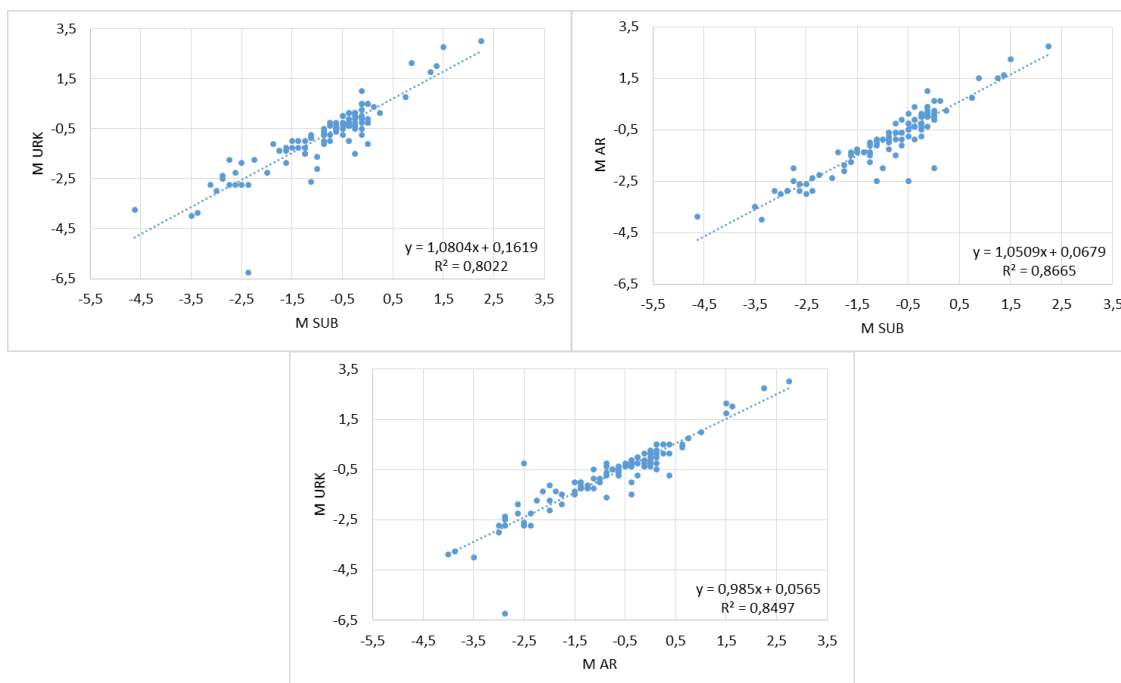 3,5
1,5
-0,5
-2,5
-4,5
-6,5
M URK
-5,5 -4,5 -3,5 -2,5 -1,5 -0,5 0,5 1,5 2,5 3,5
M SUB
y = 1,0804x + 0,1619
R² = 0,8022
3,5
1,5
-0,5
-2,5
-4,5
-6,5
M AR
-5,5 -4,5 -3,5 -2,5 -1,5 -0,5 0,5 1,5 2,5 3,5
M SUB
y = 1,0509x + 0,0679
R² = 0,8665
3,5
1,5
-0,5
-2,5
-4,5
-6,5
M URK
-5,5 -4,5 -3,5 -2,5 -1,5 -0,5 0,5 1,5 2,5 3,5
M AR
y = 0,985x + 0,0565
R² = 0,8497